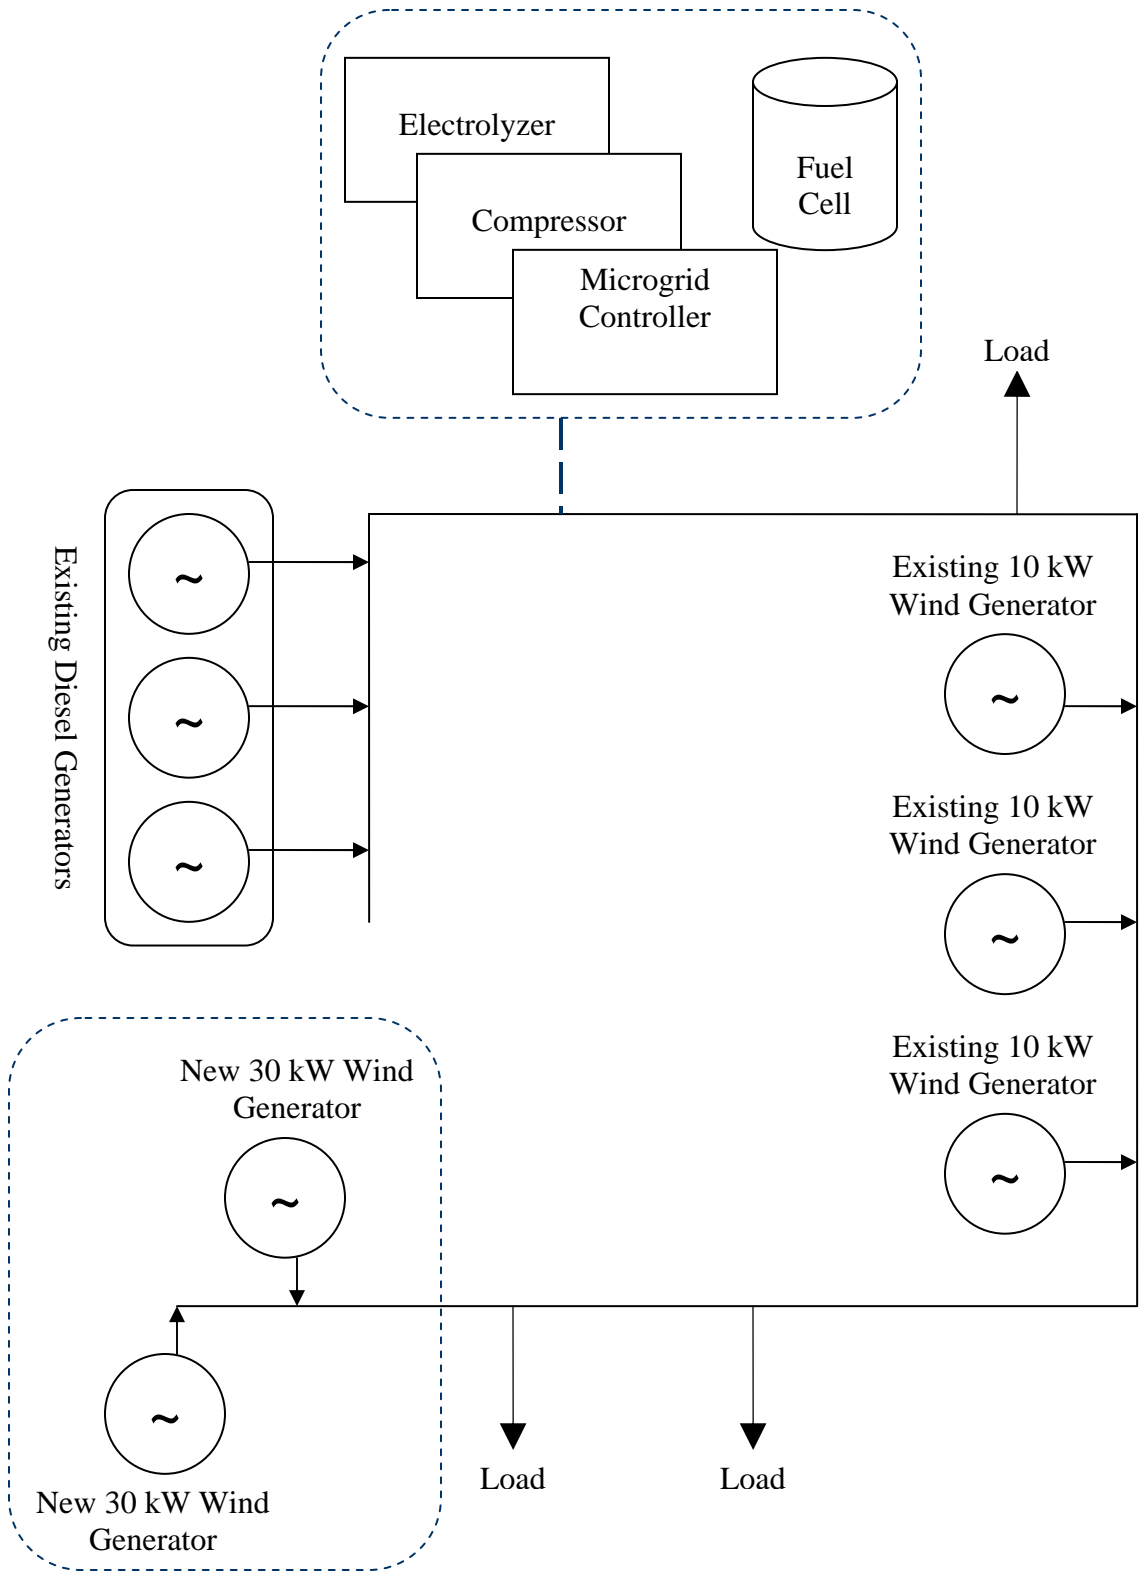 Electrolyzer
Compressor
Microgrid
Controller
Fuel
Cell
Load
Existing Diesel Generators
~
~
~
Existing 10 kW
Wind Generator
~
Existing 10 kW
Wind Generator
~
Existing 10 kW
Wind Generator
~
New 30 kW Wind
Generator
~
~
New 30 kW Wind
Generator
Load
Load